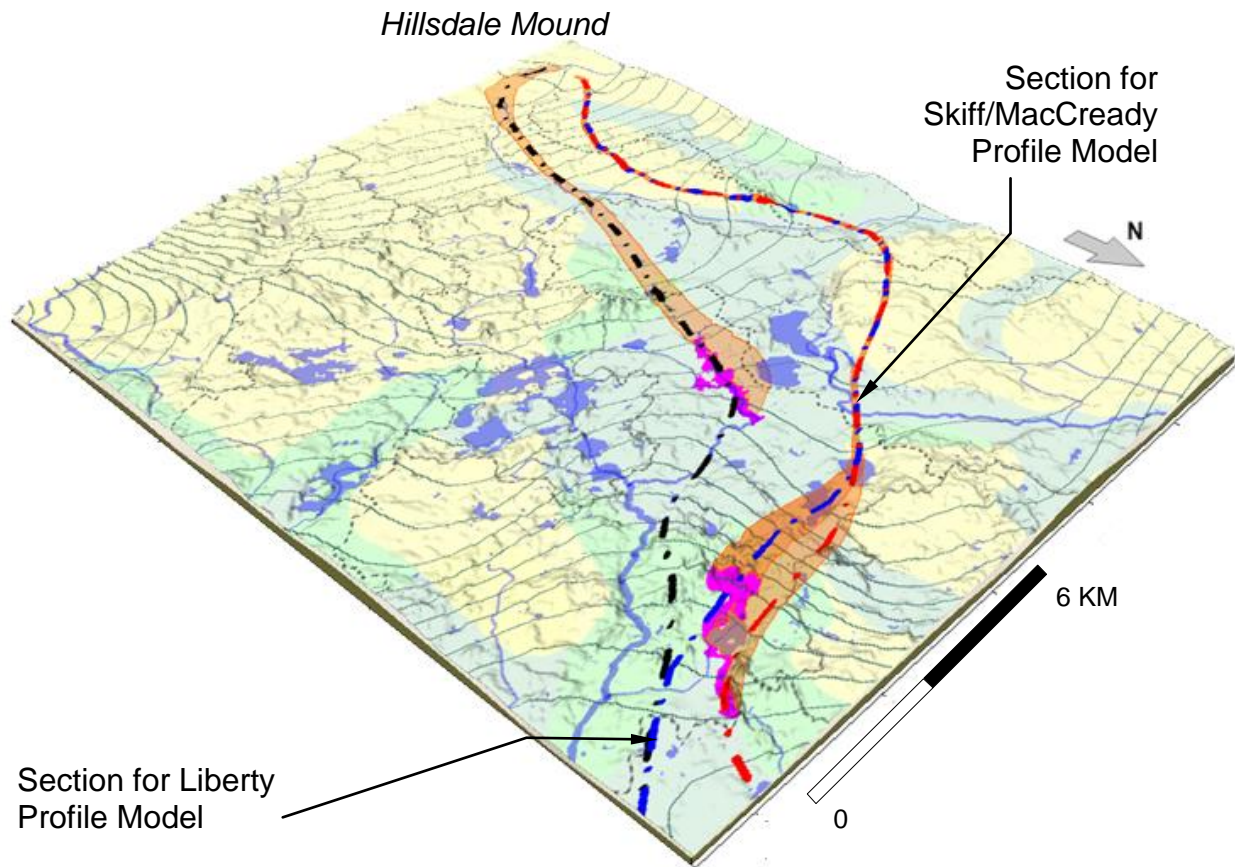 Hillsdale Mound
Section for
Skiff/MacCready
Profile Model
N
6 KM
0
Section for Liberty
Profile Model